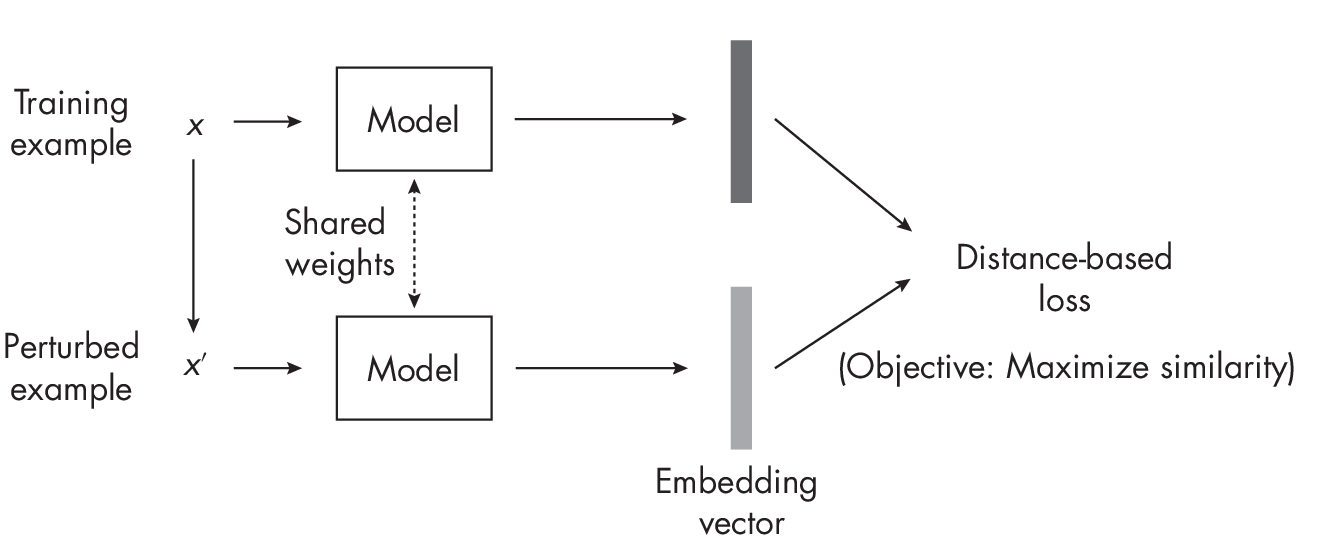 Training
example
x
Model
Shared
weights
Distance-based
loss
Perturbed
example
x′
Model
(Objective: Maximize similarity)
Embedding
vector